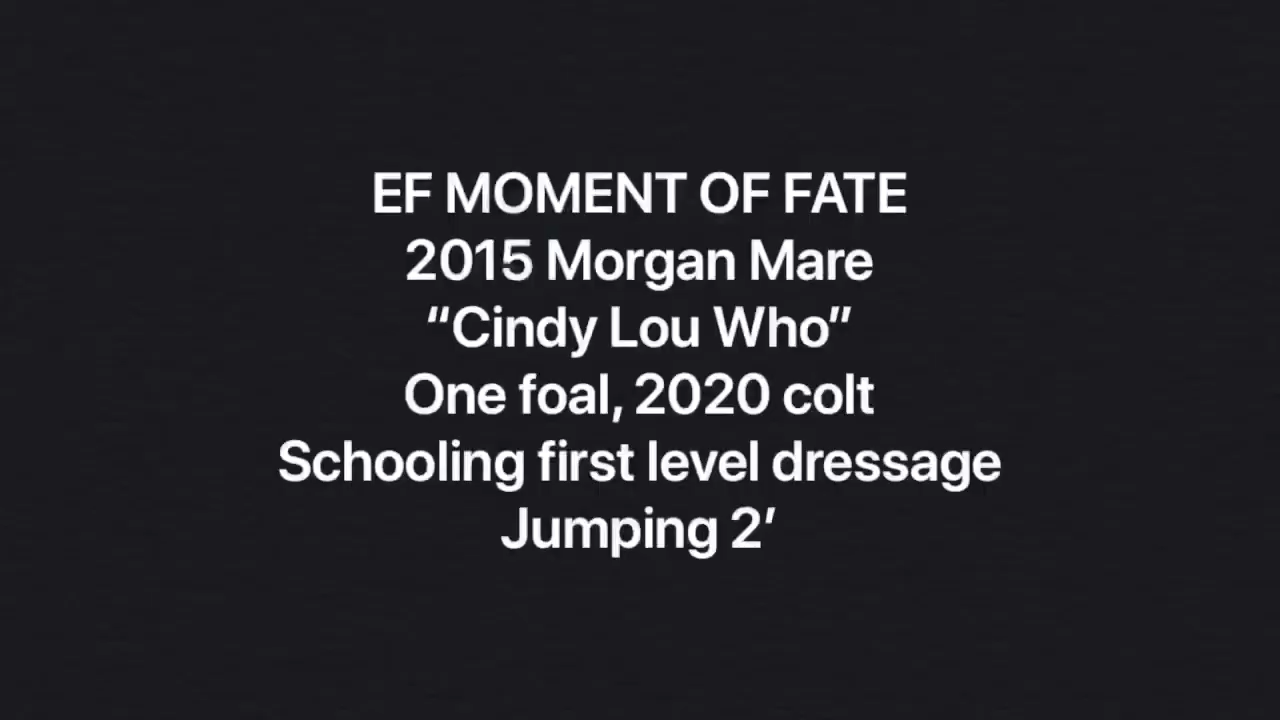 EF MOMENT OF FATE
2015 Morgan Mare
“Cindy Lou Who”
One foal, 2020 colt
Schooling first level dressage
Jumping 2’